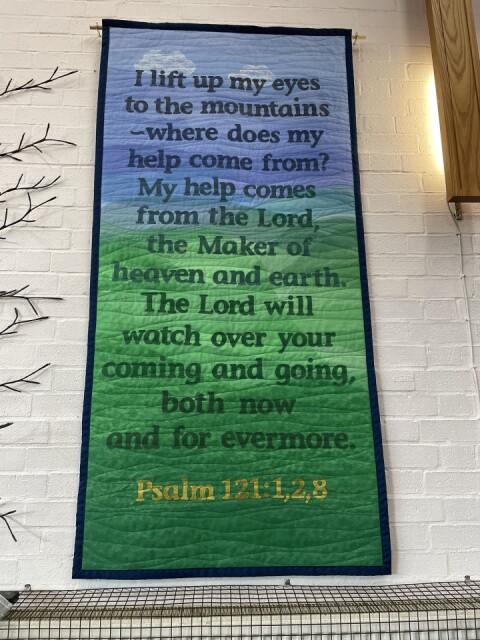 I lift up my eyes
to the mountains
–where does my
help come from?
My help comes
from the Lord,
the Maker of
heaven and earth.
The Lord will
watch over your
coming and going,
both now
and for evermore.
Psalm 121:1,2,8